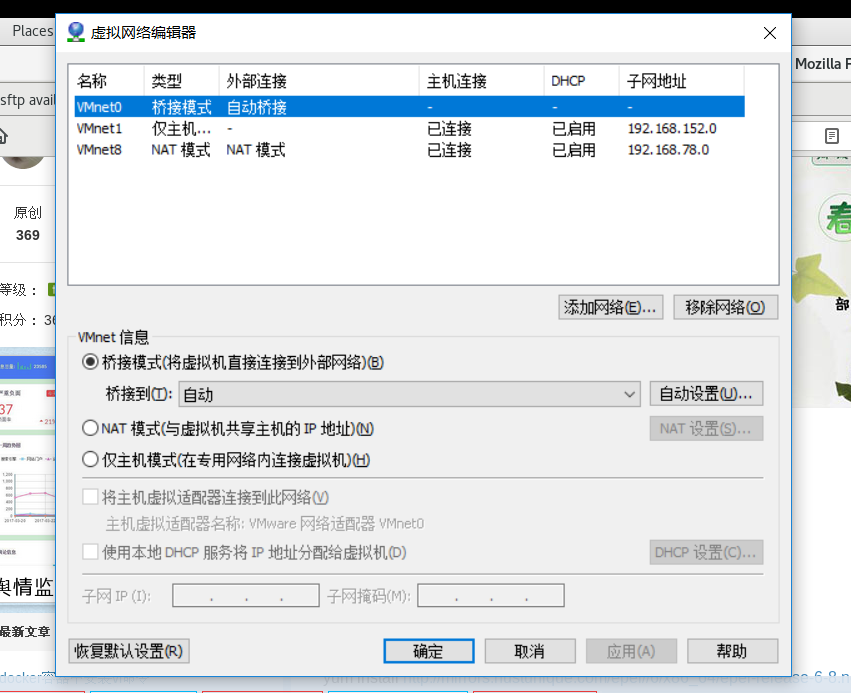 Places
虚拟网络编辑器
Mozilla F
名称 类型 外部连接 主机连接 DHCP 子网地址
VMnet0 桥接模式 自动桥接 - - -
VMnet1 仅主机... - 已连接 已启用 192.168.152.0
VMnet8 NAT 模式 NAT 模式 已连接 已启用 192.168.78.0
sftp avail
原创
369
等级：
积分： 36
添加网络(E)... 移除网络(O)
VMnet 信息
桥接模式(将虚拟机直接连接到外部网络)(B)
桥接到(T): 自动 自动设置(U)...
NAT 模式(与虚拟机共享主机的 IP 地址)(N) NAT 设置(S)...
仅主机模式(在专用网络内连接虚拟机)(H)
将主机虚拟适配器连接到此网络(V)
主机虚拟适配器名称: VMware 网络适配器 VMnet0
使用本地 DHCP 服务将 IP 地址分配给虚拟机(D) DHCP 设置(C)...
子网 IP (I): . . . 子网掩码(M): . . .
恢复默认设置(R) 确定 取消 应用(A) 帮助
春
部
舆情监
最新文章
docker
yum install